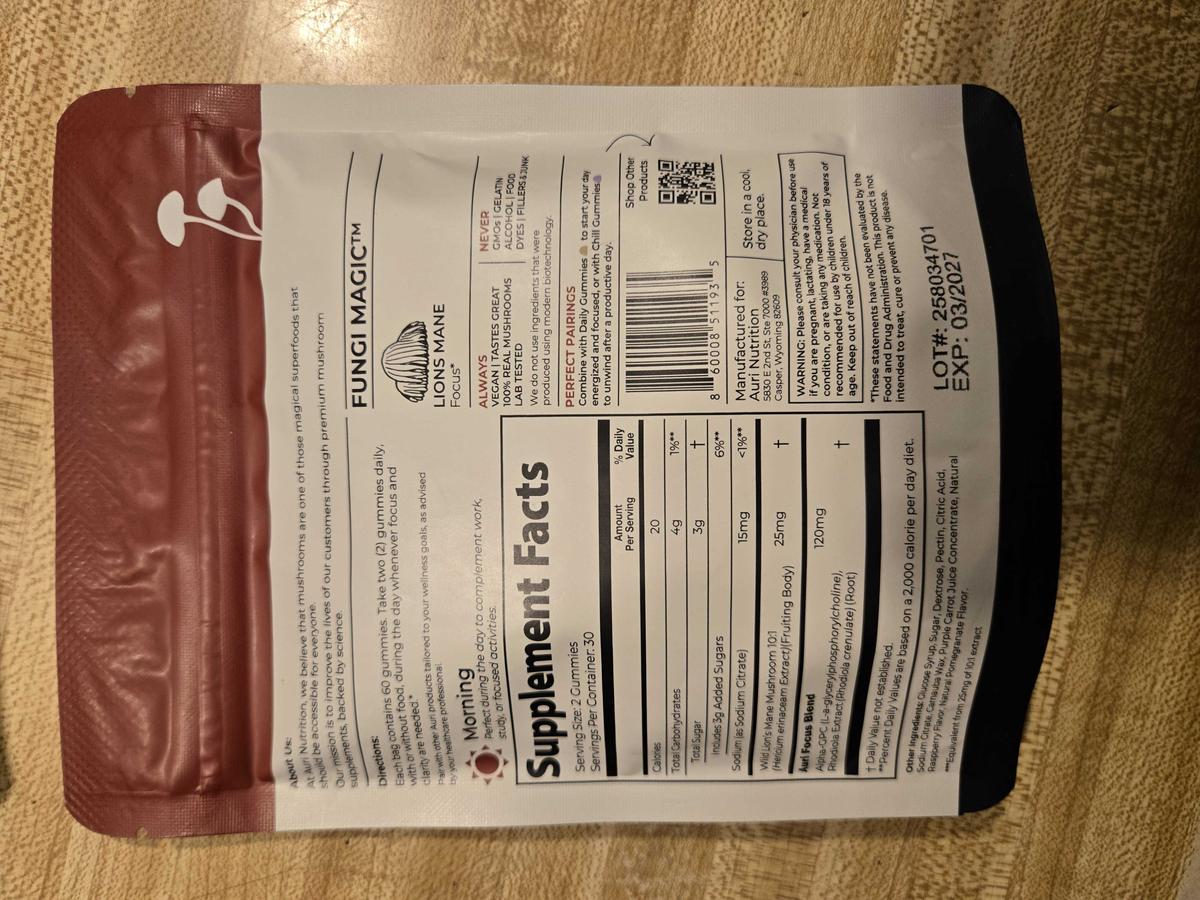 About Us:
At Auri Nutrition, we believe that mushrooms are one of those magical superfoods that
should be accessible for everyone.
Our mission is to improve the lives of our customers through premium mushroom
supplements, backed by science.
Directions:
Each bag contains 60 gummies. Take two (2) gummies daily,
with or without food, during the day whenever focus and
clarity are needed.*
Pair with other Auri products tailored to your wellness goals, as advised
by your healthcare professional.
Morning
Perfect during the day to complement work,
study, or focused activities.
Supplement Facts
Serving Size: 2 Gummies
Servings Per Container: 30
Amount
Per Serving
% Daily
Value
Calories 20
Total Carbohydrates 4g 1%**
Total Sugar 3g †
Includes 3g Added Sugars 6%**
Sodium (as Sodium Citrate) 15mg <1%**
Wild Lion's Mane Mushroom 10:1 25mg †
(Hericium erinaceam Extract)(Fruiting Body)
Auri Focus Blend 120mg †
Alpha-GPC (L-a-glycerylphosphorylcholine),
Rhodiola Extract (Rhodiola crenulate) (Root)
† Daily Value not established.
**Percent Daily Values are based on a 2,000 calorie per day diet.
Other Ingredients: Glucose Syrup, Sugar, Dextrose, Pectin, Citric Acid,
Sodium Citrate, Carnauba Wax, Purple Carrot Juice Concentrate, Natural
Raspberry Flavor, Natural Pomegranate Flavor.
***Equivalent from 25mg of 10:1 extract
FUNGI MAGIC™
LIONS MANE
Focus*
ALWAYS
VEGAN | TASTES GREAT
100% REAL MUSHROOMS
LAB TESTED
NEVER
GMOs | GELATIN
ALCOHOL | FOOD
DYES | FILLERS & JUNK
We do not use ingredients that were
produced using modern biotechnology.
PERFECT PAIRINGS
Combine with Daily Gummies to start your day
energized and focused, or with Chill Gummies
to unwind after a productive day.
8 60008 51193 5
Shop Other
Products
Manufactured for:
Auri Nutrition
5830 E 2nd St, Ste 7000 #3989
Casper, Wyoming 82609
Store in a cool,
dry place.
WARNING: Please consult your physician before use
if you are pregnant, lactating, have a medical
condition, or are taking any medication. Not
recommended for use by children under 18 years of
age. Keep out of reach of children.
*These statements have not been evaluated by the
Food and Drug Administration. This product is not
intended to treat, cure or prevent any disease.
LOT#: 258034701
EXP: 03/2027